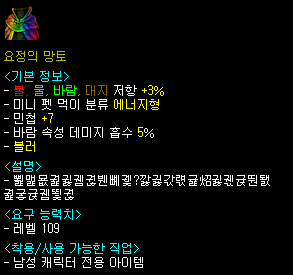 요정의 망토
<기본 정보>
- 불, 물, 바람, 대지 저항 +3%
- 미니 펫 먹이 분류 에너지형
- 민첩 +7
- 바람 속성 데미지 흡수 5%
- 블러
<설명>
<요구 능력치>
- 레벨 109
<착용/사용 가능한 직업>
- 남성 캐릭터 전용 아이템